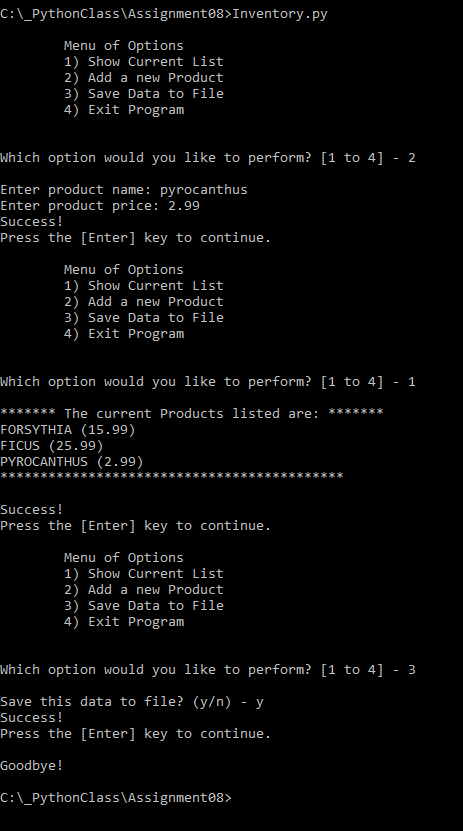 C:\_PythonClass\Assignment08>Inventory.py
Menu of Options
1) Show Current List
2) Add a new Product
3) Save Data to File
4) Exit Program
Which option would you like to perform? [1 to 4] - 2
Enter product name: pyrocanthus
Enter product price: 2.99
Success!
Press the [Enter] key to continue.
Menu of Options
1) Show Current List
2) Add a new Product
3) Save Data to File
4) Exit Program
Which option would you like to perform? [1 to 4] - 1
******* The current Products listed are: *******
FORSYTHIA (15.99)
FICUS (25.99)
PYROCANTHUS (2.99)
*******************************************
Success!
Press the [Enter] key to continue.
Menu of Options
1) Show Current List
2) Add a new Product
3) Save Data to File
4) Exit Program
Which option would you like to perform? [1 to 4] - 3
Save this data to file? (y/n) - y
Success!
Press the [Enter] key to continue.
Goodbye!
C:\_PythonClass\Assignment08>